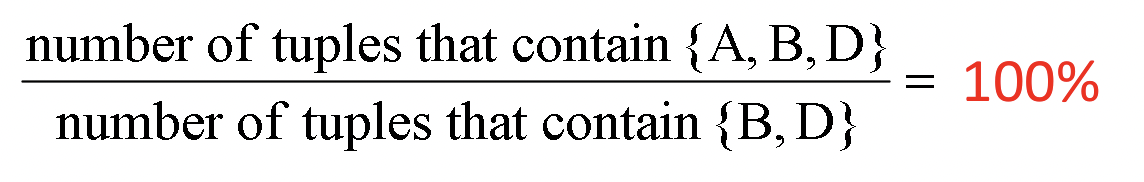 number of tuples that contain {A, B, D}
number of tuples that contain {B, D}
= 100%